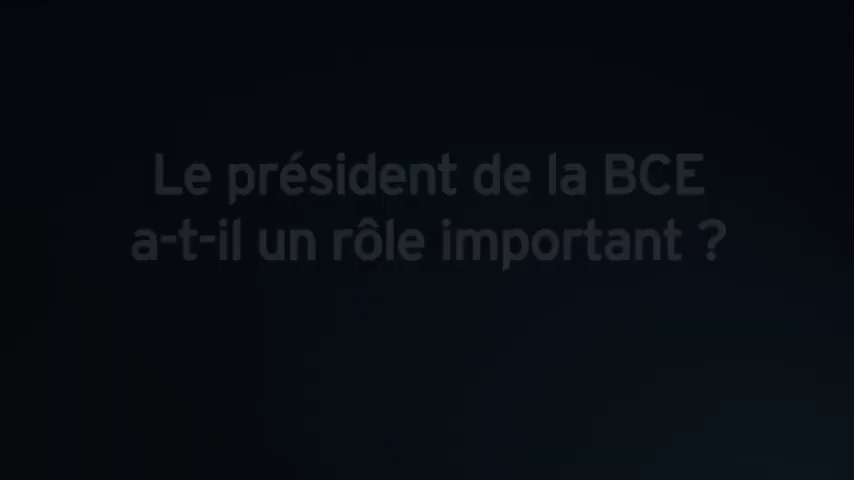 Le président de la BCE
a-t-il un rôle important ?